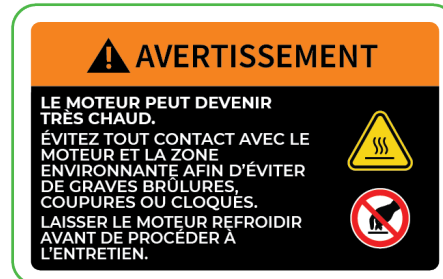 AVERTISSEMENT
LE MOTEUR PEUT DEVENIR
TRÈS CHAUD.
ÉVITEZ TOUT CONTACT AVEC LE
MOTEUR ET LA ZONE
ENVIRONNANTE AFIN D’ÉVITER
DE GRAVES BRÛLURES,
COUPURES OU CLOQUES.
LAISSER LE MOTEUR REFROIDIR
AVANT DE PROCÉDER À
L’ENTRETIEN.